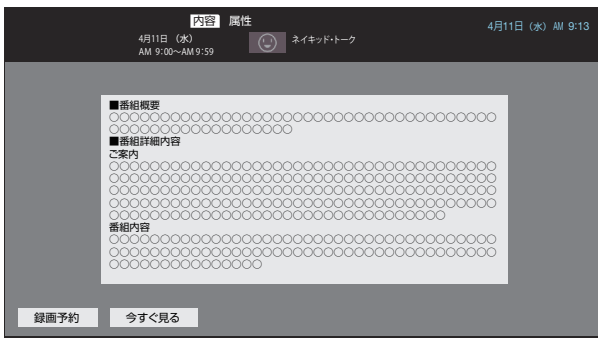 内容 属性
4月11日 （水） AM 9:13
4月11日 （水）
AM 9:00～AM 9:59
ネイキッド・トーク
■番組概要
○○○○○○○○○○○○○○○○○○○○○○○○○○○○○○○○○○○○○○
○○○○○○○○○○○○○○○○○○
■番組詳細内容
ご案内
○○○○○○○○○○○○○○○○○○○○○○○○○○○○○○○○○○○○○○
○○○○○○○○○○○○○○○○○○○○○○○○○○○○○○○○○○○○○○
○○○○○○○○○○○○○○○○○○○○○○○○○○○○○○○○○○○○○○
○○○○○○○○○○○○○○○○○○○○○○○○○○○○○○○○○○○○○○
○○○○○○○○○○○○○○○○○○○○○○○○○○○○○○○○○
番組内容
○○○○○○○○○○○○○○○○○○○○○○○○○○○○○○○○○○○○○○
○○○○○○○○○○○○○○○○○○○○○○○○○○○○○○○○○○○○○○
○○○○○○○○○○○○○○○
録画予約 今すぐ見る